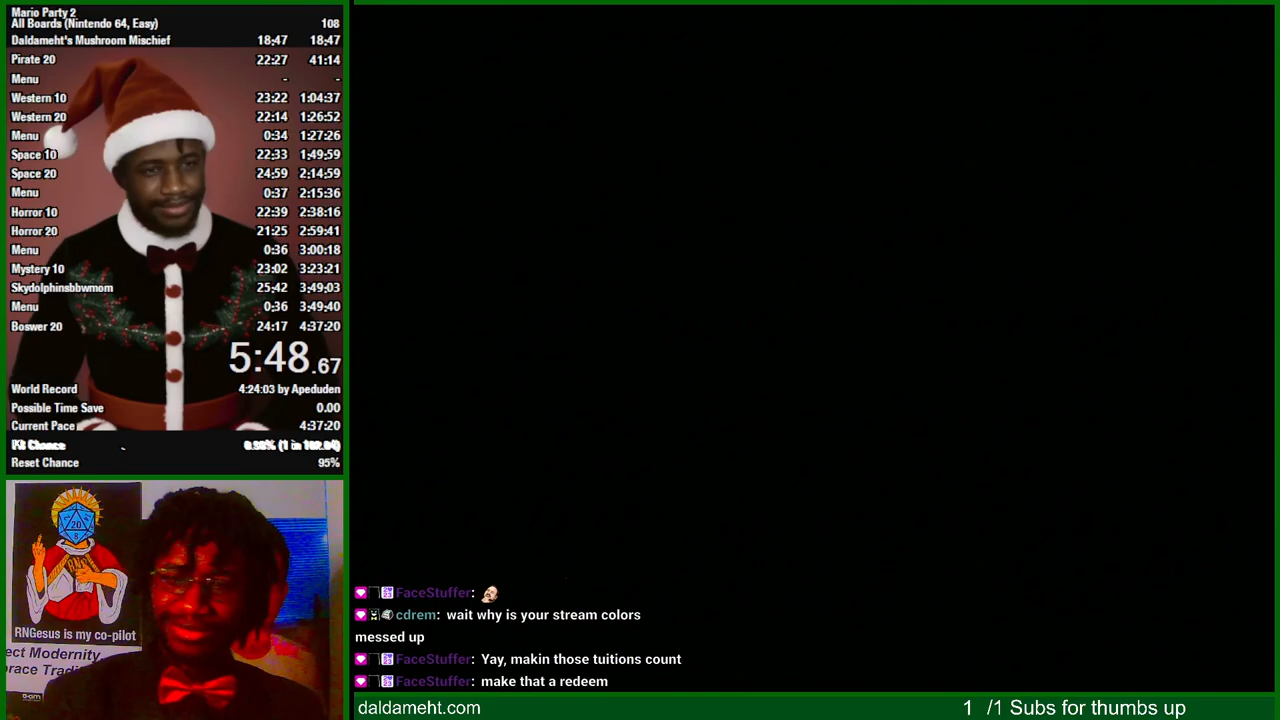 Mario Party 2
All Boards (Nintendo 64, Easy) 108
Daldameht's Mushroom Mischief 18:47 18:47
Pirate 20 22:27 41:14
Menu - -
Western 10 23:22 1:04:37
Western 20 22:14 1:26:52
Menu 0:34 1:27:26
Space 10 22:33 1:49:59
Space 20 24:59 2:14:59
Menu 0:37 2:15:36
Horror 10 22:39 2:38:16
Horror 20 21:25 2:59:41
Menu 0:36 3:00:18
Mystery 10 23:02 3:23:21
Skydolphinsbbwmom 25:42 3:49:03
Menu 0:36 3:49:40
Boswer 20 24:17 4:37:20
5:48.67
World Record 4:24:03 by Apeduden
Possible Time Save 0.00
Current Pace 4:37:20
Chance -
Reset Chance 95%
20
RNGesus is my co-pilot
ect Modernity,
brace Tradi
FaceStuffer:
cdrem: wait why is your stream colors
messed up
FaceStuffer: Yay, makin those tuitions count
FaceStuffer: make that a redeem
daldameht.com 1 /1 Subs for thumbs up